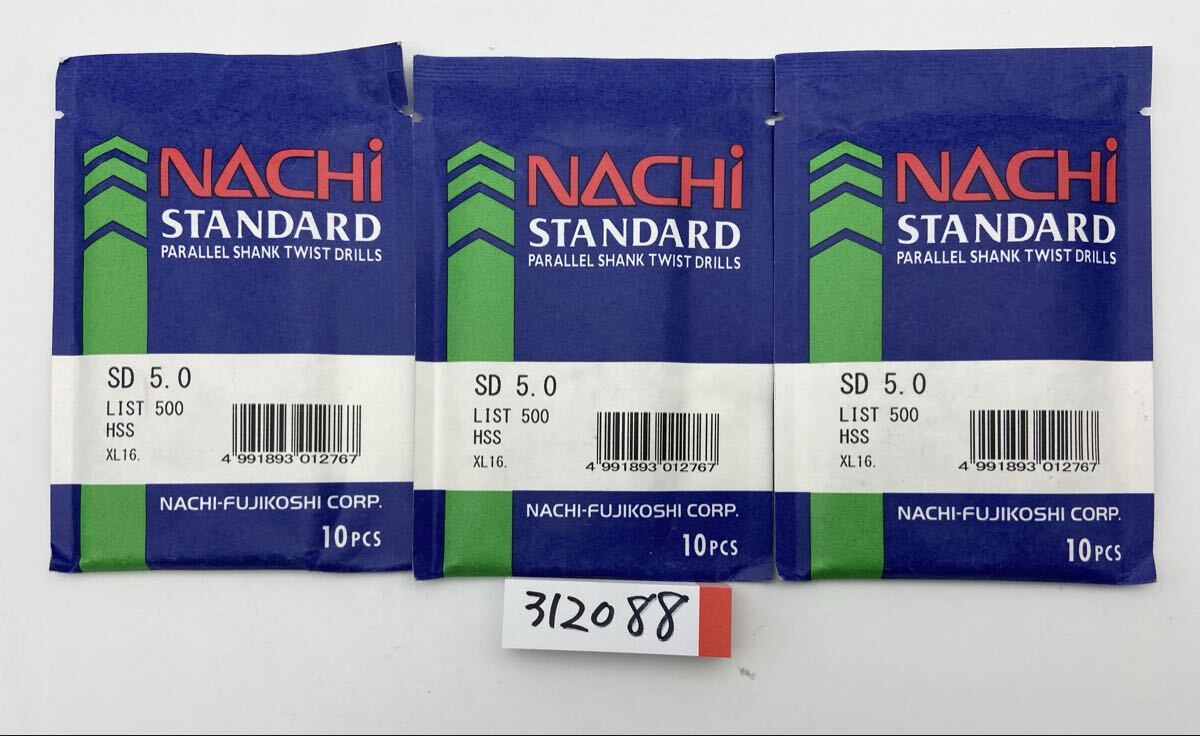 NACHi
STANDARD
PARALLEL SHANK TWIST DRILLS
SD 5.0
LIST 500
HSS
XL16.
4 991893 012767
NACHI-FUJIKOSHI CORP.
10PCS
NACHi
STANDARD
PARALLEL SHANK TWIST DRILLS
SD 5.0
LIST 500
HSS
XL16.
4 991893 012767
NACHI-FUJIKOSHI CORP.
10PCS
NACHi
STANDARD
PARALLEL SHANK TWIST DRILLS
SD 5.0
LIST 500
HSS
XL16.
4 991893 012767
NACHI-FUJIKOSHI CORP.
10PCS
312088